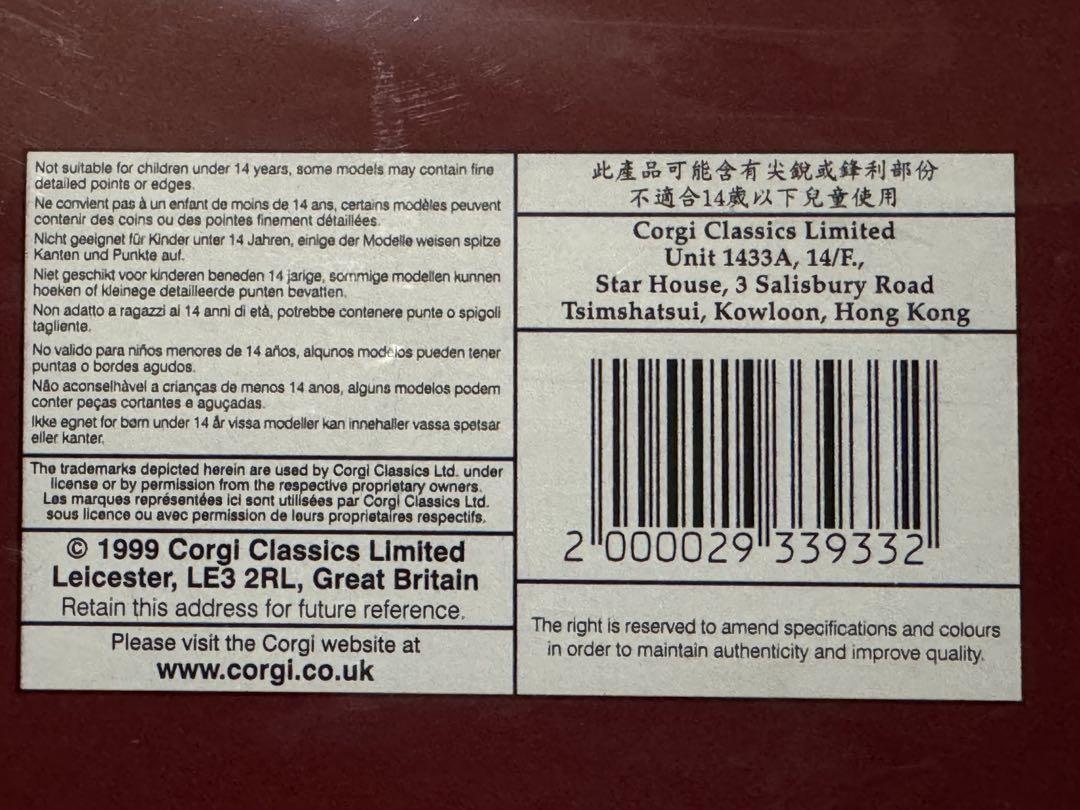 Not suitable for children under 14 years, some models may contain fine
detailed points or edges.
Ne convient pas à un enfant de moins de 14 ans, certains modèles peuvent
contenir des coins ou des pointes finement détaillées.
Nicht geeignet für Kinder unter 14 Jahren, einige der Modelle weisen spitze
Kanten und Punkte auf.
Niet geschikt voor kinderen beneden 14 jarige, sommige modellen kunnen
hoeken of kleinege detailleerde punten bevatten.
Non adatto a ragazzi ai 14 anni di età, potrebbe contenere punte o spigoli
tagliente.
No valido para niños menores de 14 años, alqunos modelos pueden tener
puntas o bordes agudos.
Não aconselhàvel a crianças de menos 14 anos, alguns modelos podem
conter peças cortantes e aguçadas.
Ikke egnet for børn under 14 år vissa modeller kan innehaller vassa spetsar
eller kanter.
The trademarks depicted herein are used by Corgi Classics Ltd. under
license or by permission from the respective proprietary owners.
Les marques représentées ici sont utilisées par Corgi Classics Ltd.
sous licence ou avec permission de leurs proprietaires respectifs.
© 1999 Corgi Classics Limited
Leicester, LE3 2RL, Great Britain
Retain this address for future reference.
Please visit the Corgi website at
www.corgi.co.uk
此產品可能含有尖銳或鋒利部份
不適合14歲以下兒童使用
Corgi Classics Limited
Unit 1433A, 14/F.,
Star House, 3 Salisbury Road
Tsimshatsui, Kowloon, Hong Kong
2 000029 339332
The right is reserved to amend specifications and colours
in order to maintain authenticity and improve quality.